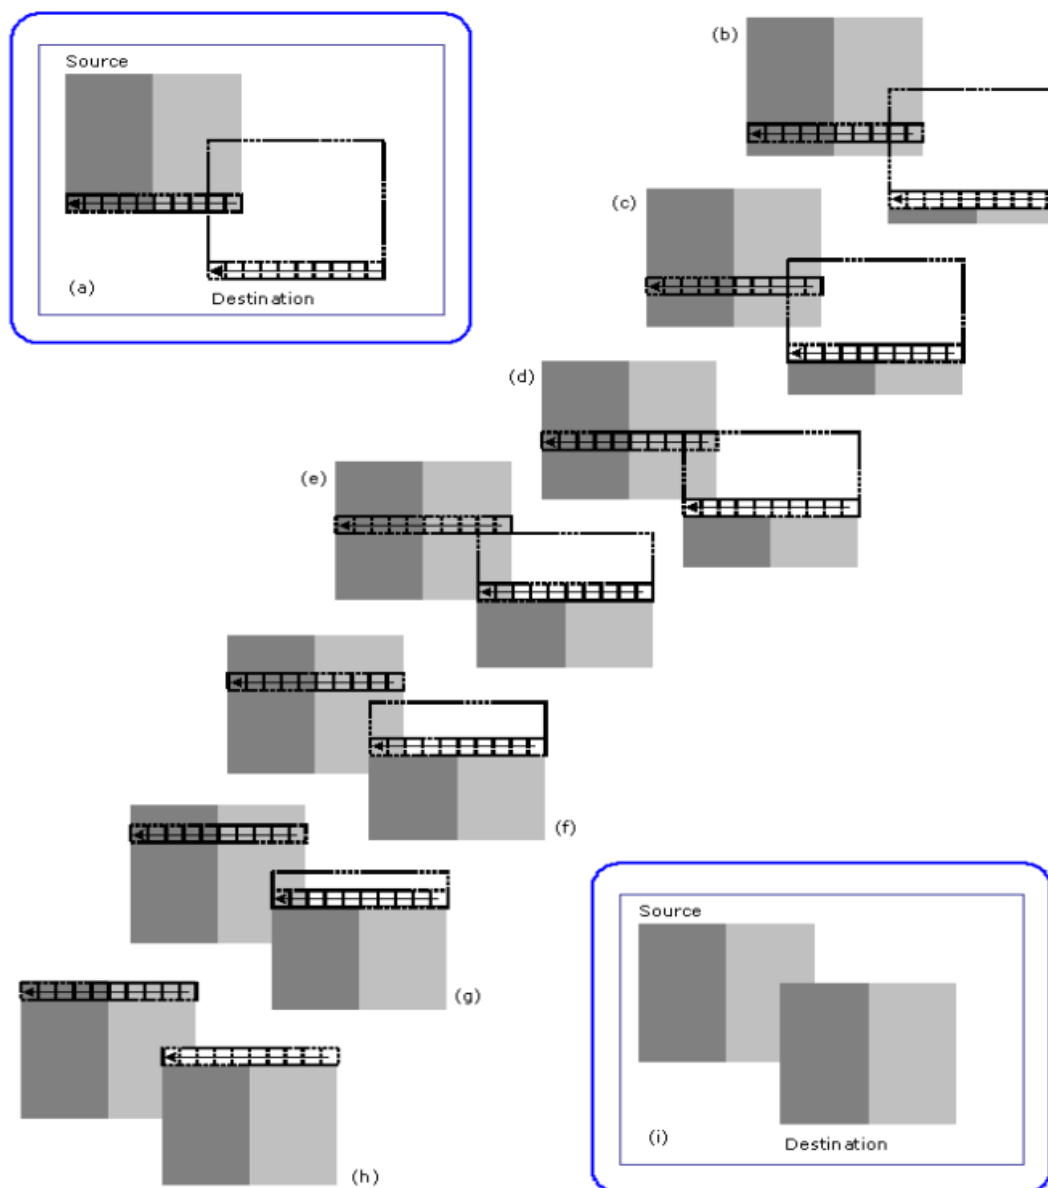 Source
(a)
Destination
(b)
(c)
(d)
(e)
(f)
(g)
(h)
Source
(i)
Destination